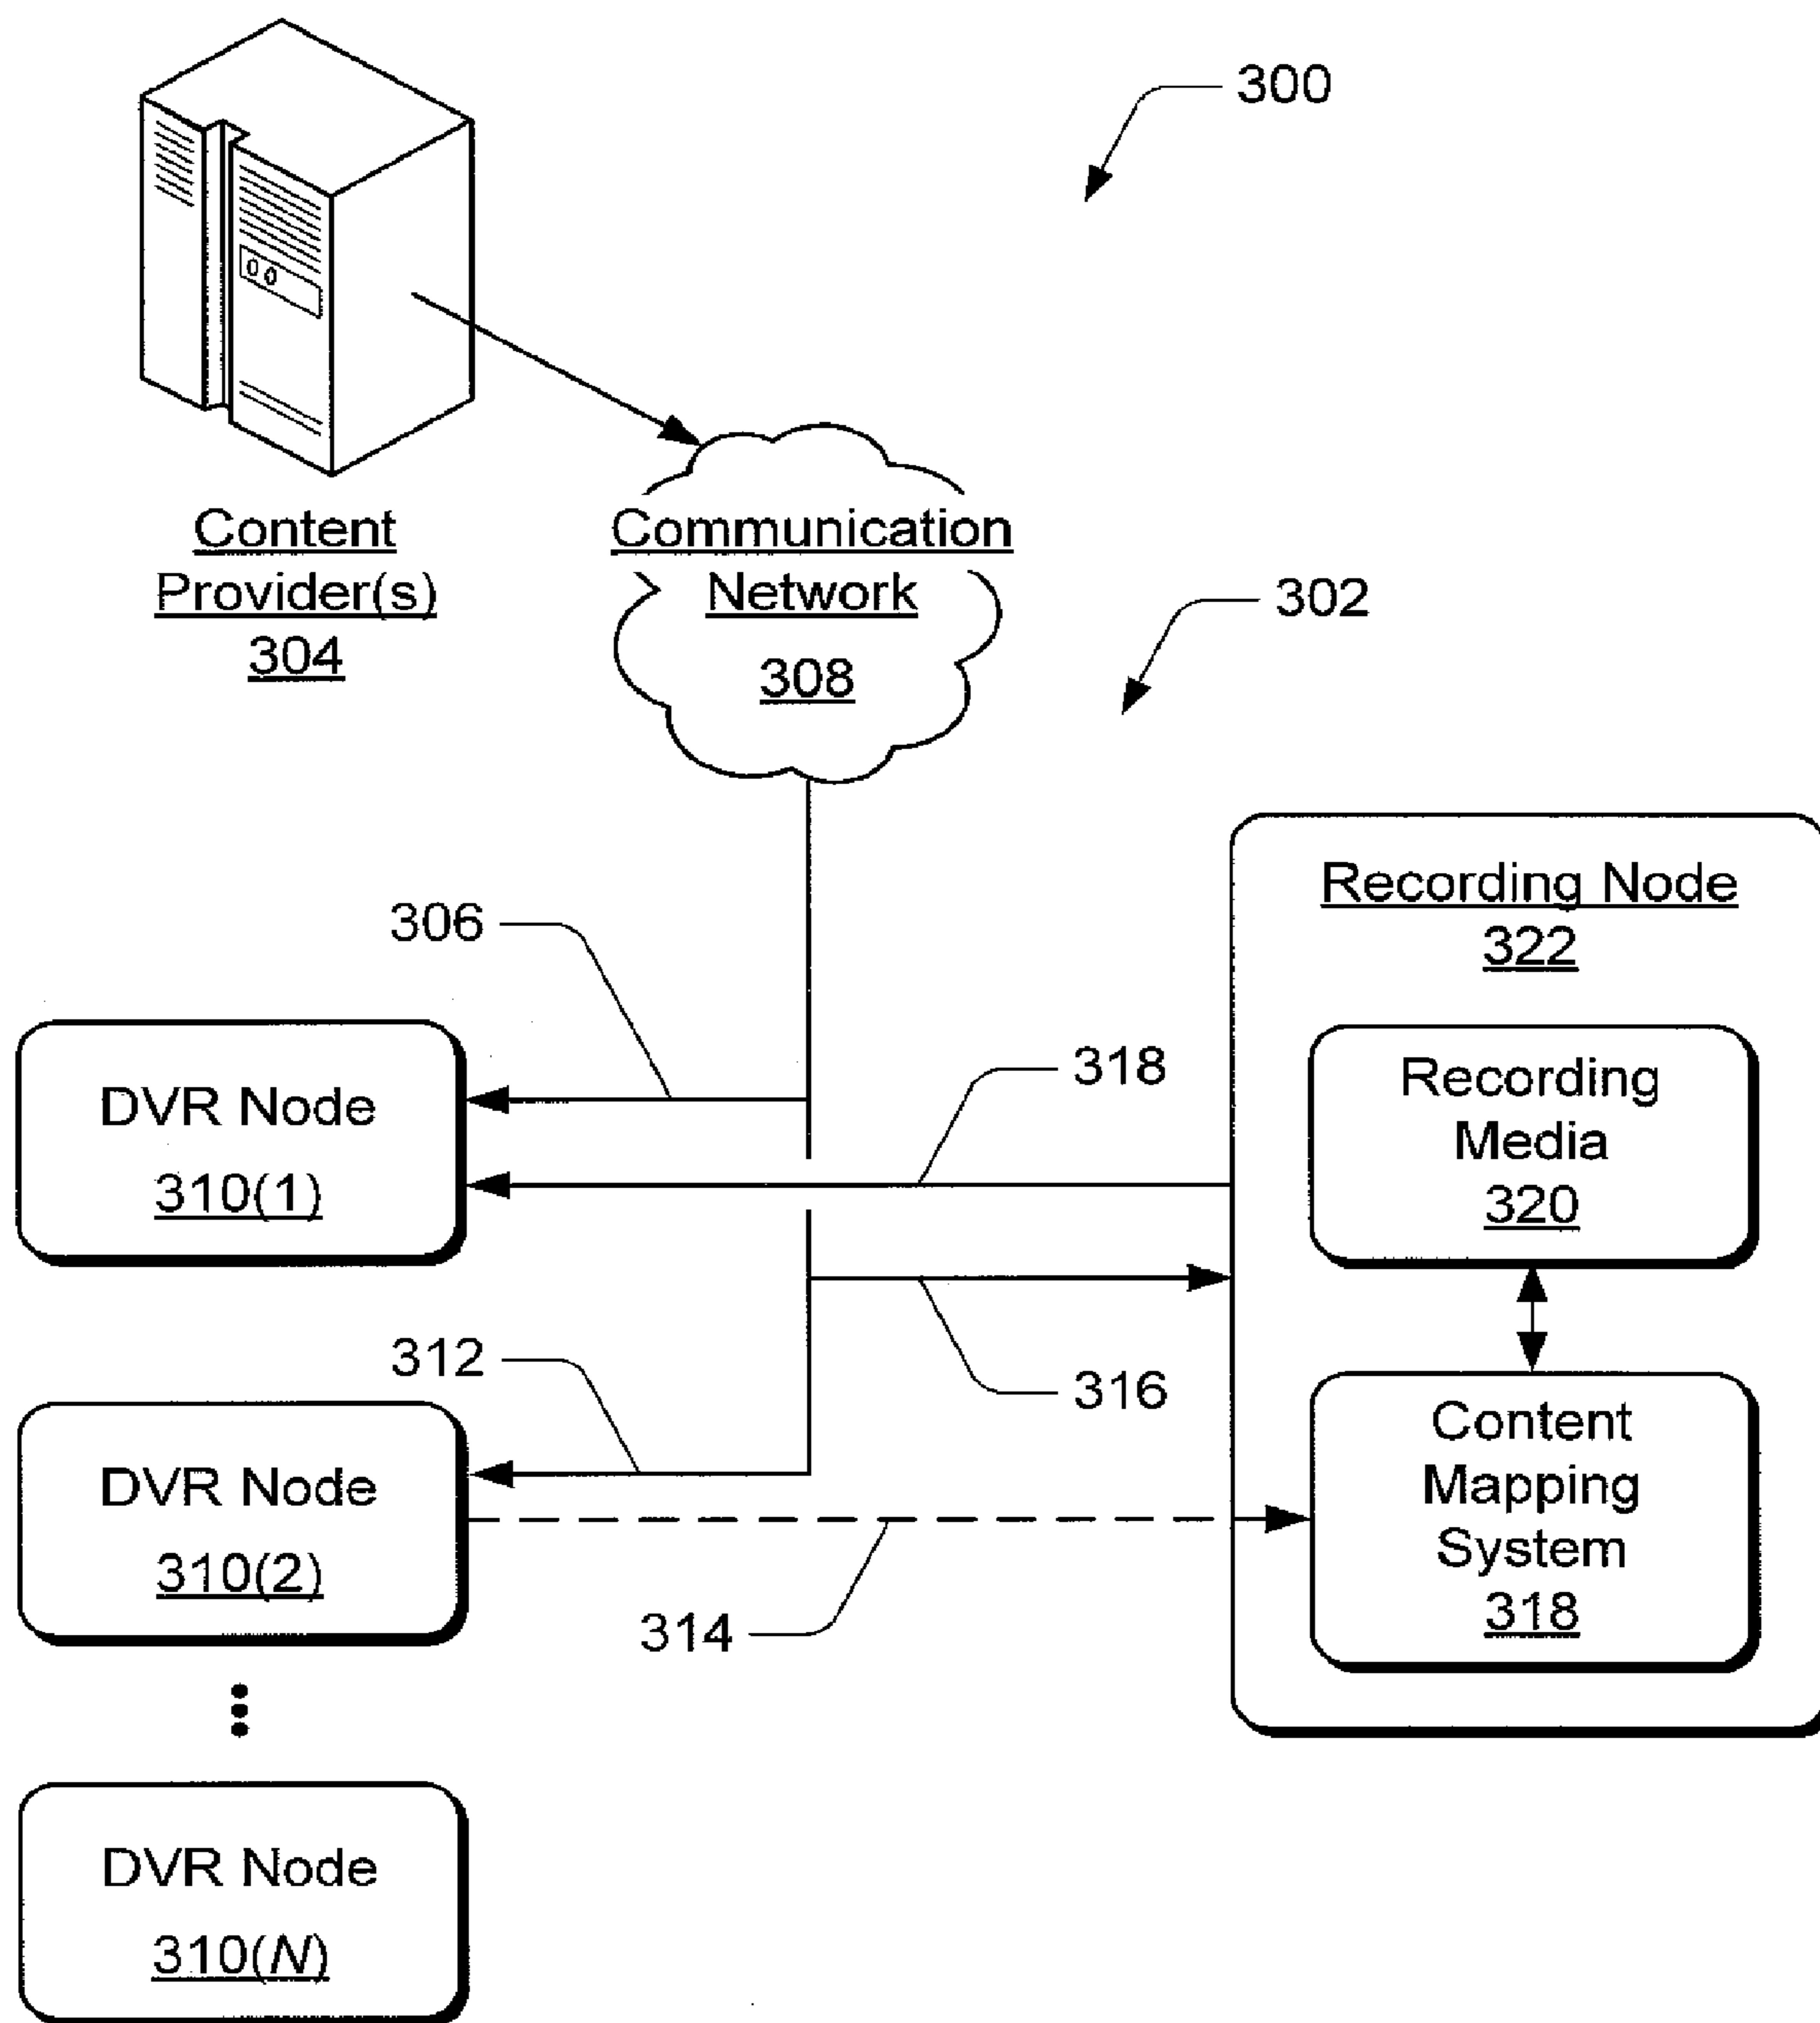 300
Content
Provider(s)
304
Communication
Network
308
302
Recording Node
322
306
318
DVR Node
310(1)
Recording
Media
320
312
316
DVR Node
310(2)
Content
Mapping
System
318
314
DVR Node
310(N)